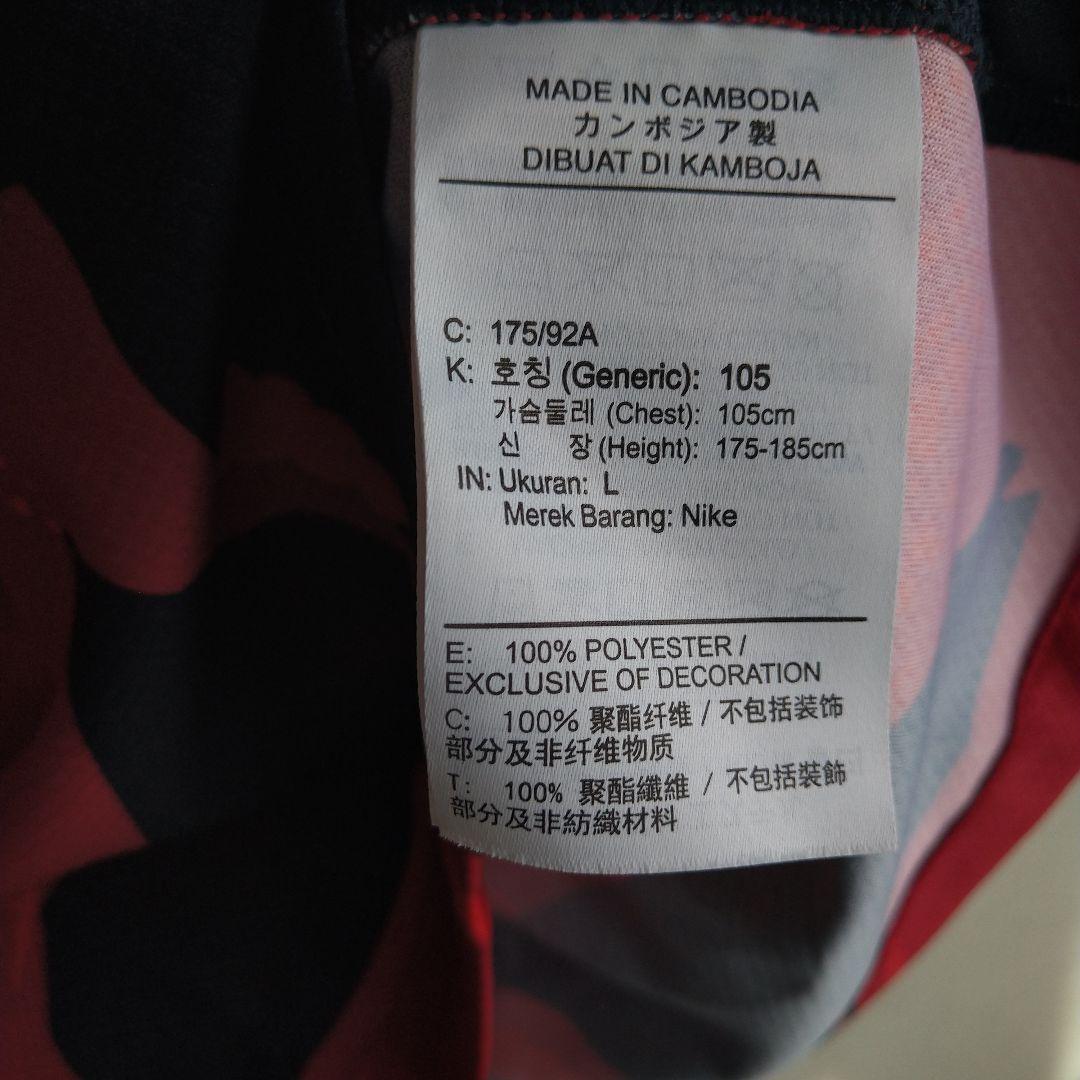 MADE IN CAMBODIA
カンボジア製
DIBUAT DI KAMBOJA
C: 175/92A
K: 호칭 (Generic): 105
가슴둘레 (Chest): 105cm
신 장 (Height): 175-185cm
IN: Ukuran: L
Merek Barang: Nike
E: 100% POLYESTER /
EXCLUSIVE OF DECORATION
C: 100% 聚酯纤维 / 不包括装饰
部分及非纤维物质
T: 100% 聚酯纖維 / 不包括裝飾
部分及非紡織材料